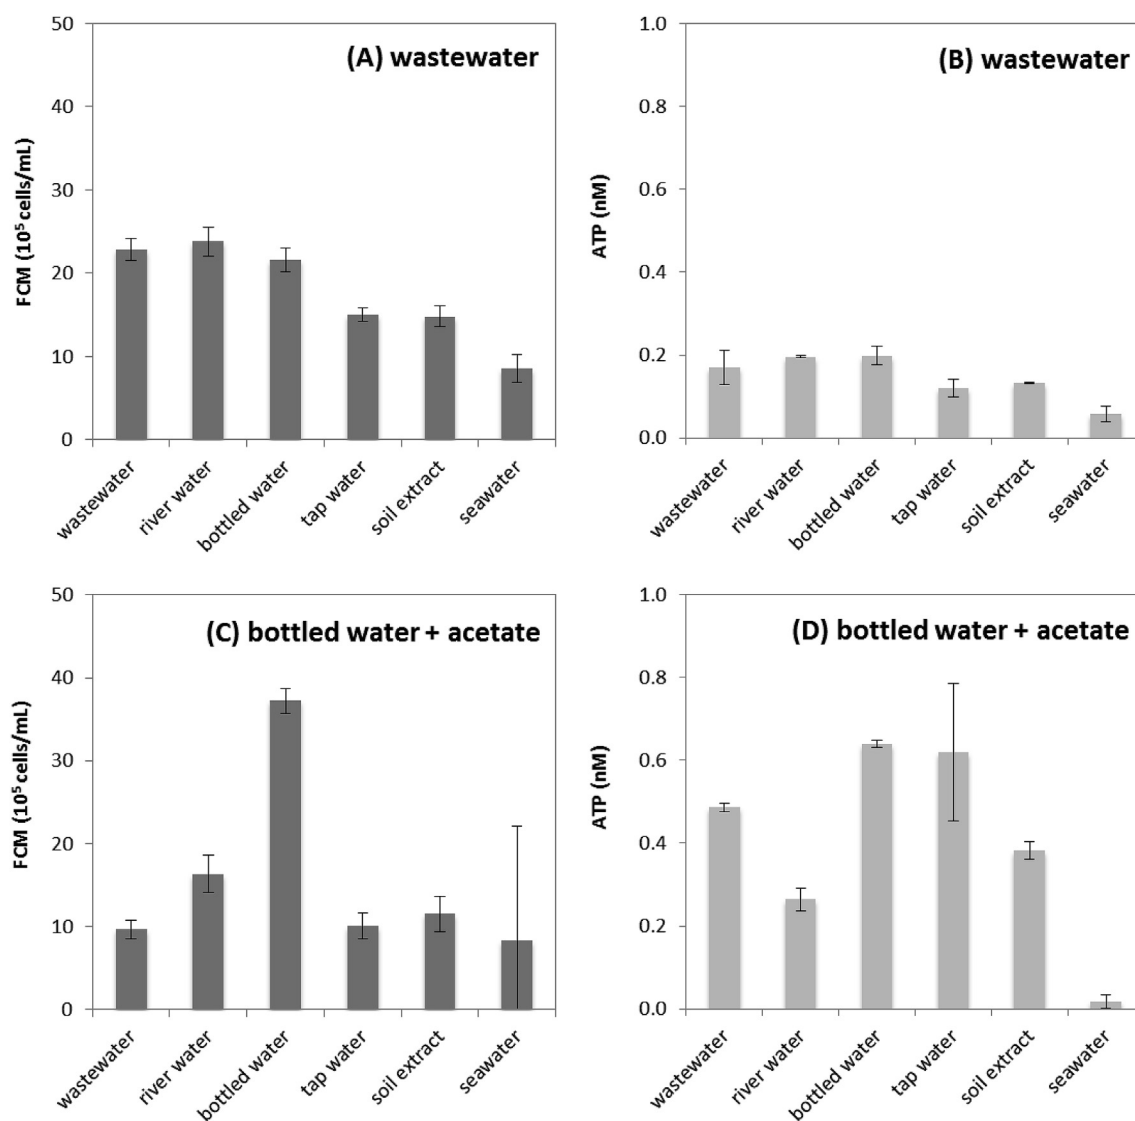 (A) wastewater
FCM (10⁵ cells/mL)
50
40
30
20
10
0
wastewater
river water
bottled water
tap water
soil extract
seawater
(B) wastewater
ATP (nM)
1.0
0.8
0.6
0.4
0.2
0.0
wastewater
river water
bottled water
tap water
soil extract
seawater
(C) bottled water + acetate
FCM (10⁵ cells/mL)
50
40
30
20
10
0
wastewater
river water
bottled water
tap water
soil extract
seawater
(D) bottled water + acetate
ATP (nM)
1.0
0.8
0.6
0.4
0.2
0.0
wastewater
river water
bottled water
tap water
soil extract
seawater